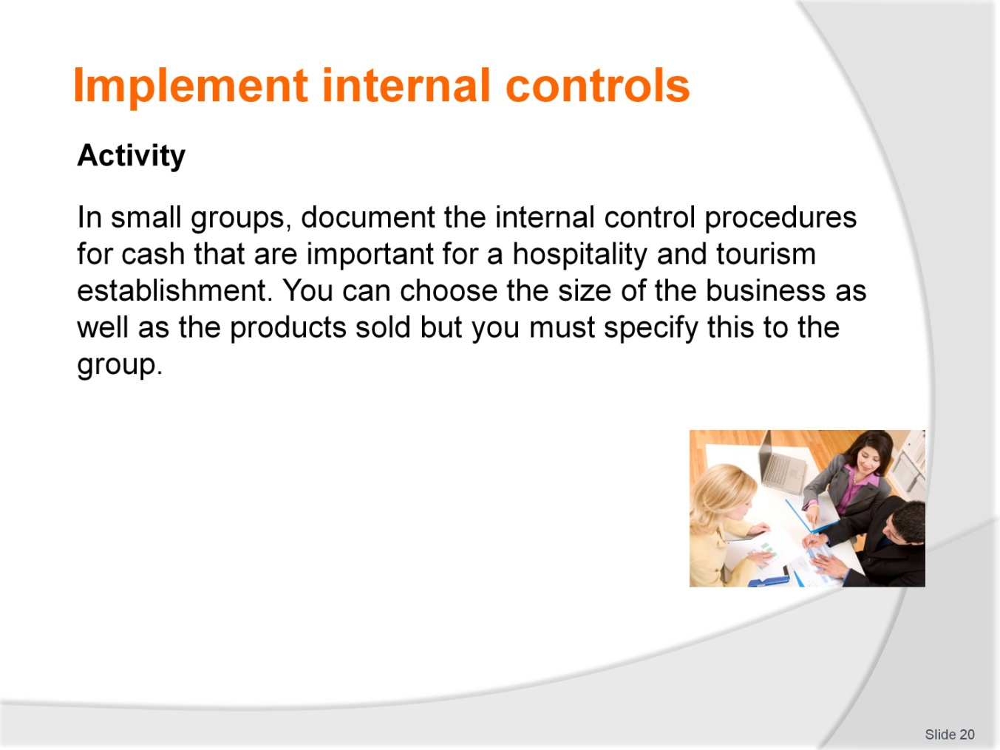 Implement internal controls
Activity
In small groups, document the internal control procedures
for cash that are important for a hospitality and tourism
establishment. You can choose the size of the business as
well as the products sold but you must specify this to the
group.
Slide 20